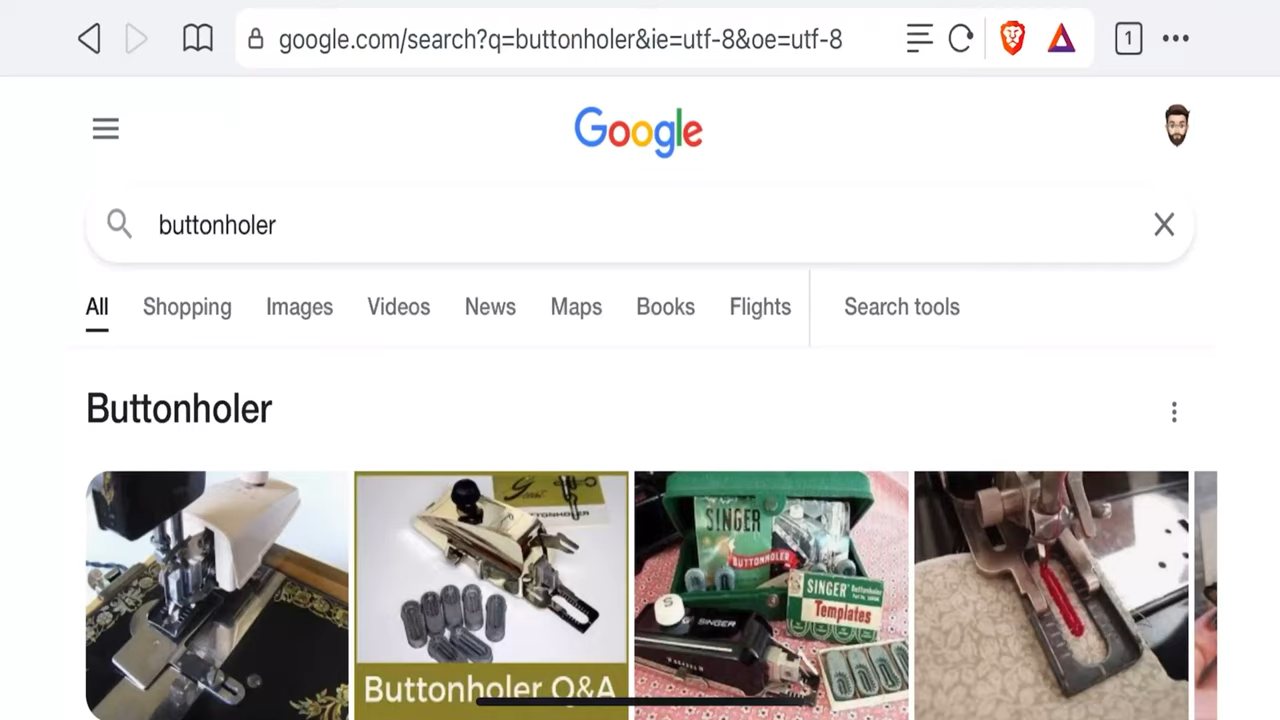 google.com/search?q=buttonholer&ie=utf-8&oe=utf-8
1
Google
buttonholer
All Shopping Images Videos News Maps Books Flights Search tools
Buttonholer
BUTTONHOLER
Buttonholer Q&A
SINGER
BUTTONHOLER
SINGER Buttonholer
Templates
S SINGER